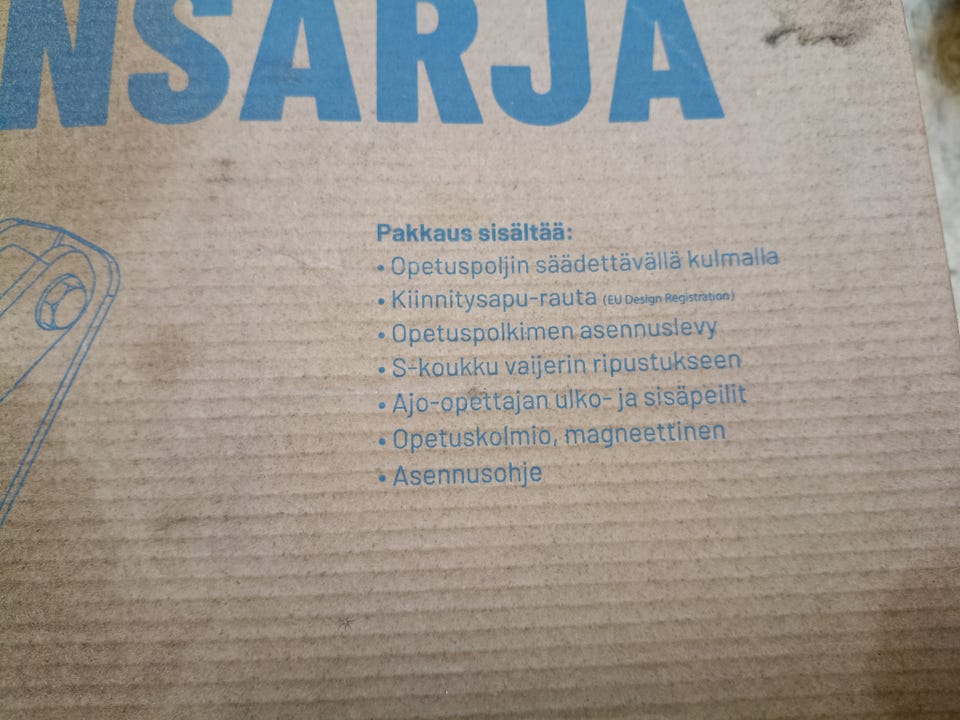 NSARJA
Pakkaus sisältää:
• Opetuspoljin säädettävällä kulmalla
• Kiinnitysapu-rauta (EU Design Registration)
• Opetuspolkimen asennuslevy
• S-koukku vaijerin ripustukseen
• Ajo-opettajan ulko- ja sisäpeilit
• Opetuskolmio, magneettinen
• Asennusohje